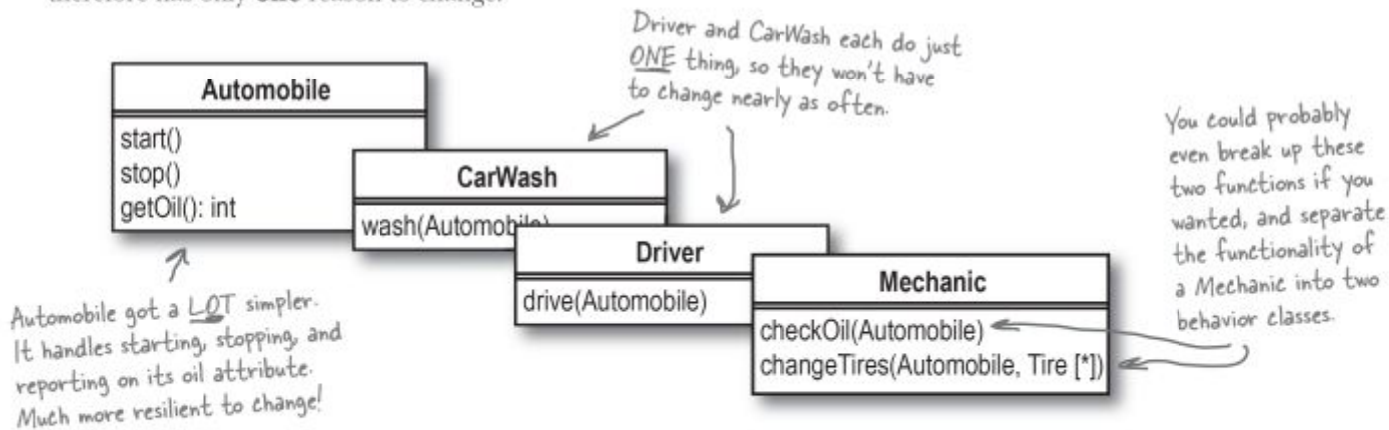 Driver and CarWash each do just
ONE thing, so they won't have
to change nearly as often.
Automobile
start()
stop()
getOil(): int
CarWash
wash(Automobile)
Driver
drive(Automobile)
Mechanic
checkOil(Automobile)
changeTires(Automobile, Tire [*])
You could probably
even break up these
two functions if you
wanted, and separate
the functionality of
a Mechanic into two
behavior classes.
Automobile got a LOT simpler.
It handles starting, stopping, and
reporting on its oil attribute.
Much more resilient to change!